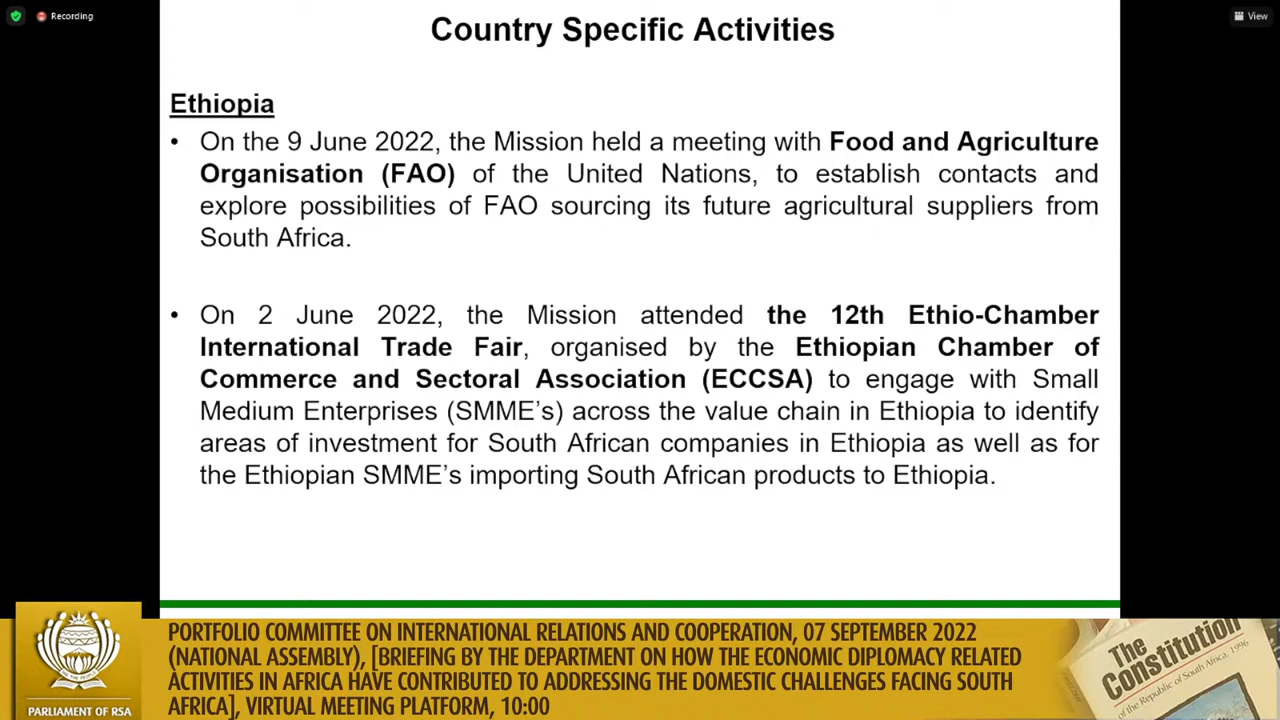 Recording
View
Country Specific Activities
Ethiopia
• On the 9 June 2022, the Mission held a meeting with Food and Agriculture
Organisation (FAO) of the United Nations, to establish contacts and
explore possibilities of FAO sourcing its future agricultural suppliers from
South Africa.
• On 2 June 2022, the Mission attended the 12th Ethio-Chamber
International Trade Fair, organised by the Ethiopian Chamber of
Commerce and Sectoral Association (ECCSA) to engage with Small
Medium Enterprises (SMME's) across the value chain in Ethiopia to identify
areas of investment for South African companies in Ethiopia as well as for
the Ethiopian SMME's importing South African products to Ethiopia.
PORTFOLIO COMMITTEE ON INTERNATIONAL RELATIONS AND COOPERATION, 07 SEPTEMBER 2022
(NATIONAL ASSEMBLY), [BRIEFING BY THE DEPARTMENT ON HOW THE ECONOMIC DIPLOMACY RELATED
ACTIVITIES IN AFRICA HAVE CONTRIBUTED TO ADDRESSING THE DOMESTIC CHALLENGES FACING SOUTH
AFRICA], VIRTUAL MEETING PLATFORM, 10:00
PARLIAMENT OF RSA
The
Constitution
of the Republic of South Africa, 1996